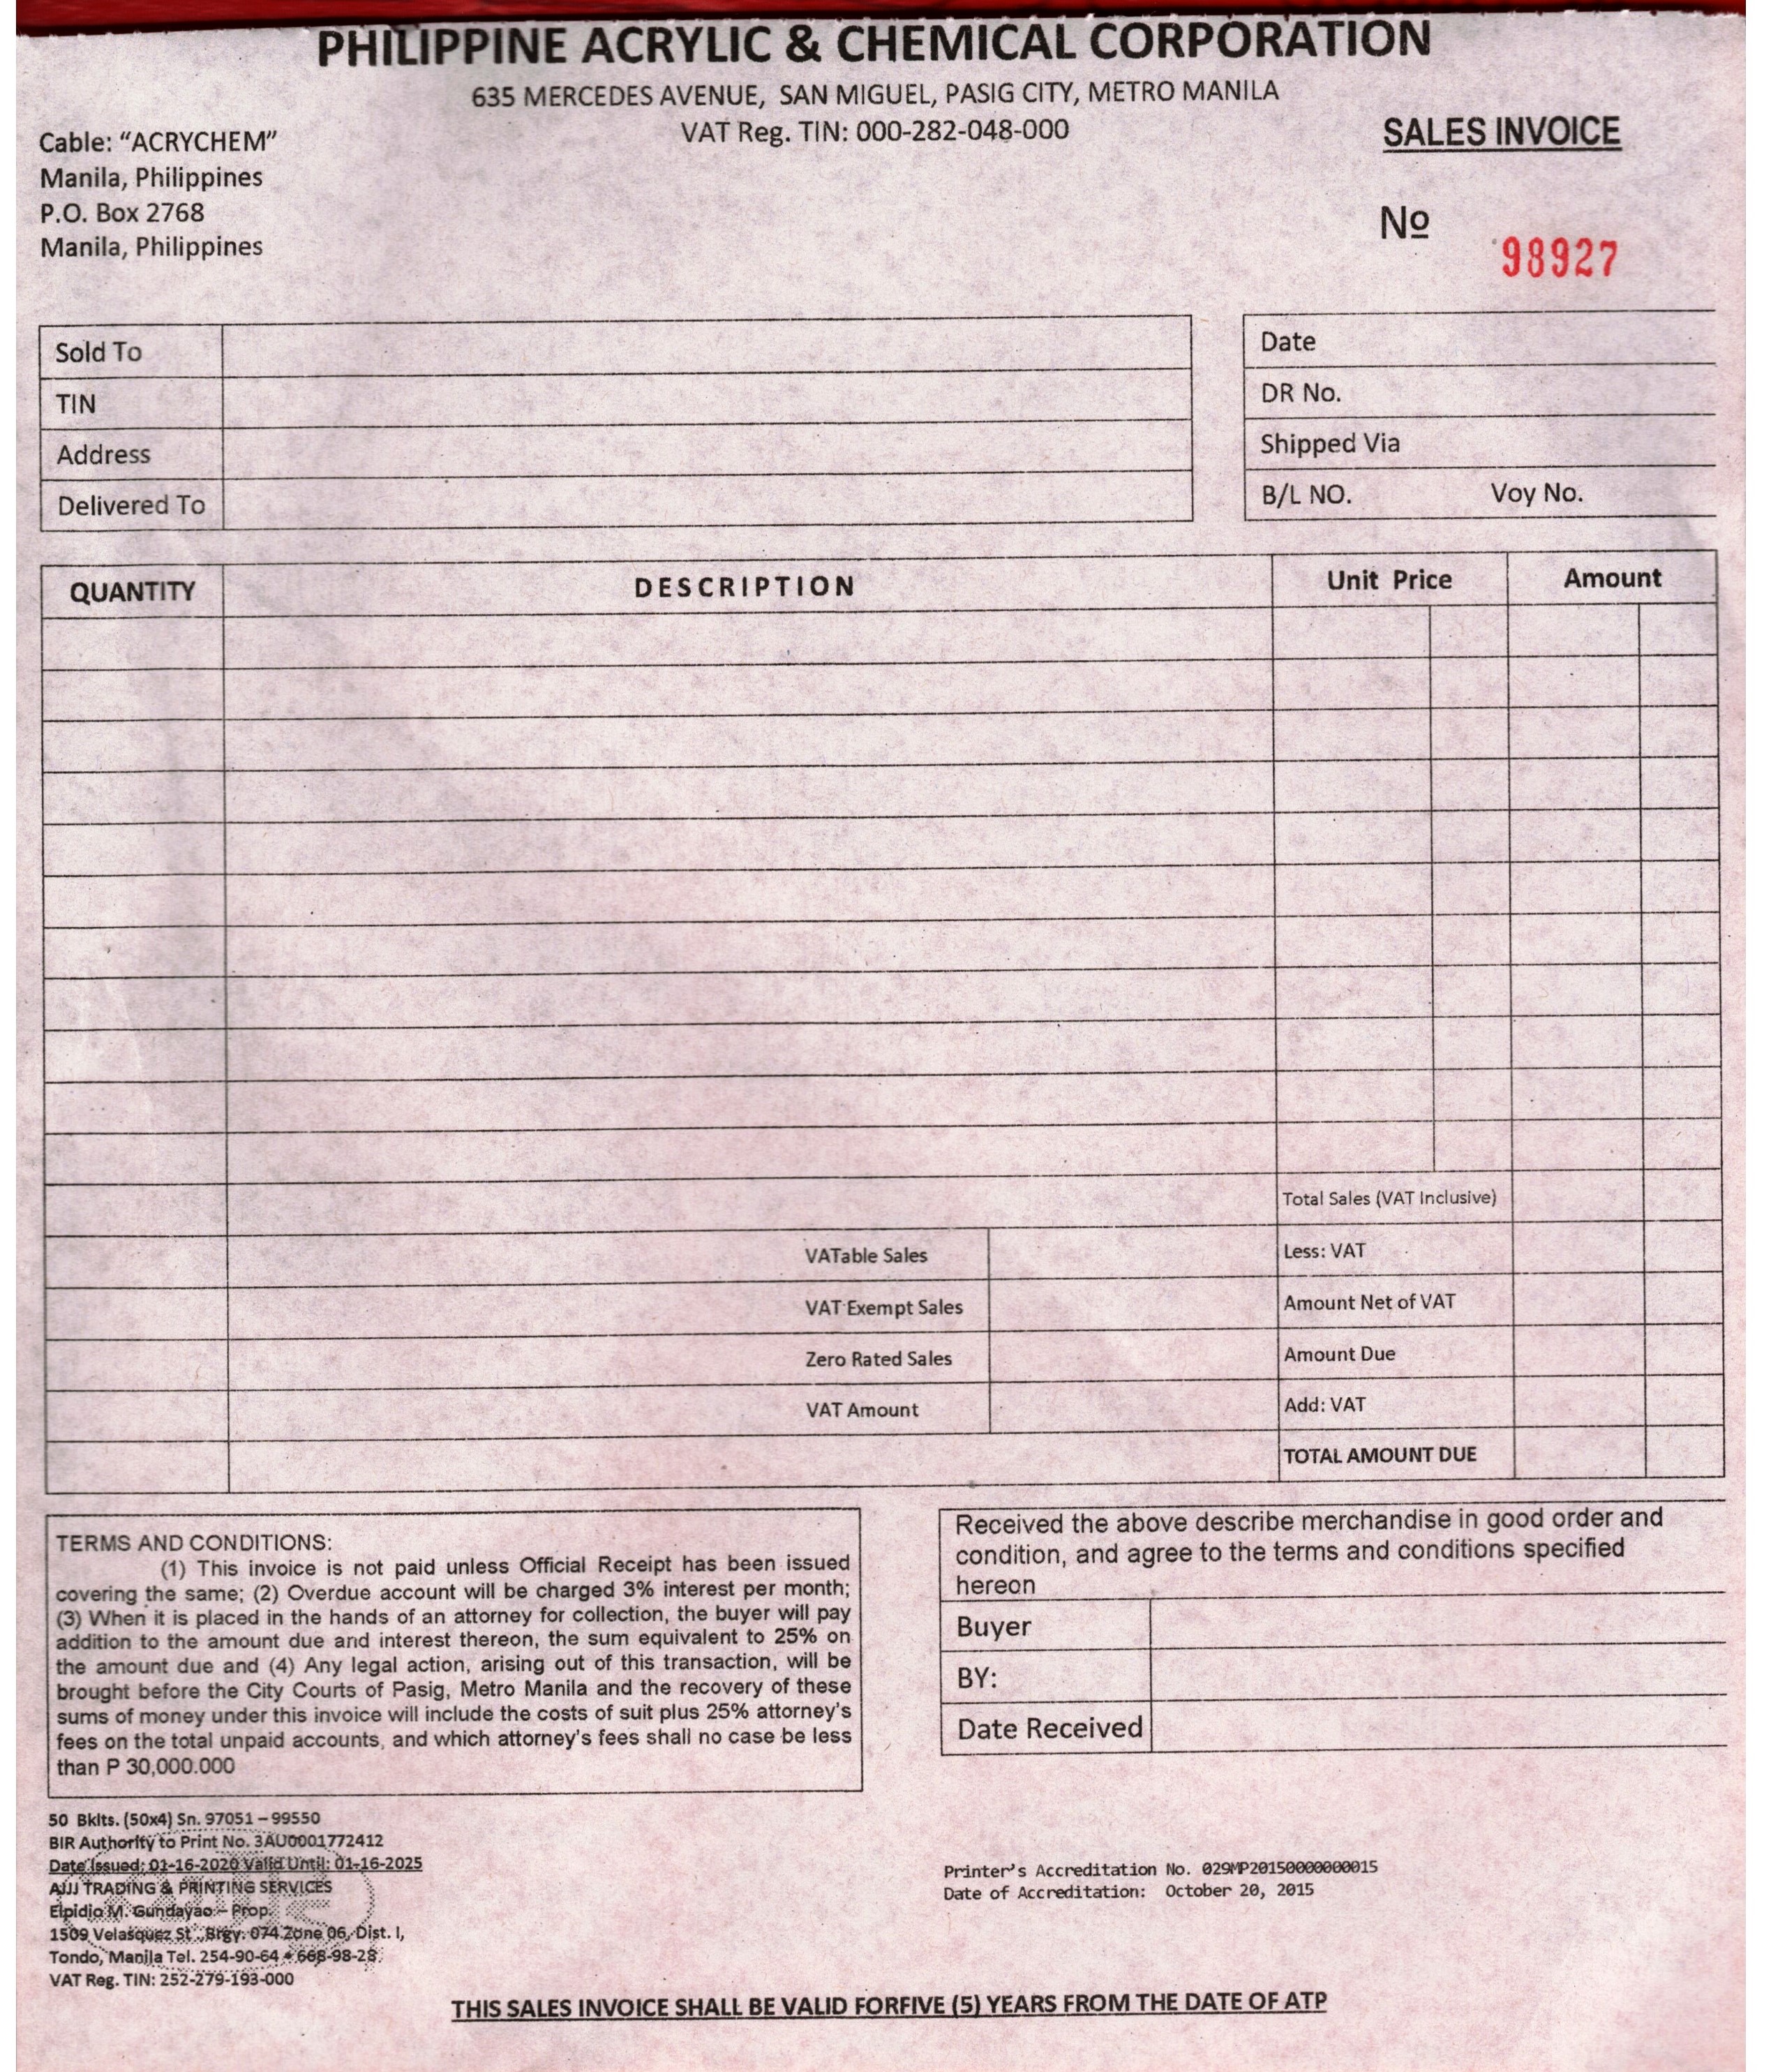 PHILIPPINE ACRYLIC & CHEMICAL CORPORATION
635 MERCEDES AVENUE, SAN MIGUEL, PASIG CITY, METRO MANILA
VAT Reg. TIN: 000-282-048-000
Cable: “ACRYCHEM”
Manila, Philippines
P.O. Box 2768
Manila, Philippines
SALES INVOICE
Nº 98927
Sold To
TIN
Address
Delivered To
Date
DR No.
Shipped Via
B/L NO. Voy No.
QUANTITY DESCRIPTION Unit Price Amount
Total Sales (VAT Inclusive)
VATable Sales Less: VAT
VAT Exempt Sales Amount Net of VAT
Zero Rated Sales Amount Due
VAT Amount Add: VAT
TOTAL AMOUNT DUE
TERMS AND CONDITIONS:
(1) This invoice is not paid unless Official Receipt has been issued
covering the same; (2) Overdue account will be charged 3% interest per month;
(3) When it is placed in the hands of an attorney for collection, the buyer will pay
addition to the amount due and interest thereon, the sum equivalent to 25% on
the amount due and (4) Any legal action, arising out of this transaction, will be
brought before the City Courts of Pasig, Metro Manila and the recovery of these
sums of money under this invoice will include the costs of suit plus 25% attorney's
fees on the total unpaid accounts, and which attorney's fees shall no case be less
than P 30,000.000
Received the above describe merchandise in good order and
condition, and agree to the terms and conditions specified
hereon
Buyer
BY:
Date Received
50 Bklts. (50x4) Sn. 97051 – 99550
BIR Authority to Print No. 3AU0001772412
Date Issued: 01-16-2020 Valid Until: 01-16-2025
AJJJ TRADING & PRINTING SERVICES
Elpidio M. Gundayao – Prop.
1509 Velasquez St., Brgy. 074 Zone 06, Dist. I,
Tondo, Manila Tel. 254-90-64 • 668-98-28
VAT Reg. TIN: 252-279-193-000
Printer's Accreditation No. 029MP20150000000015
Date of Accreditation: October 20, 2015
THIS SALES INVOICE SHALL BE VALID FORFIVE (5) YEARS FROM THE DATE OF ATP